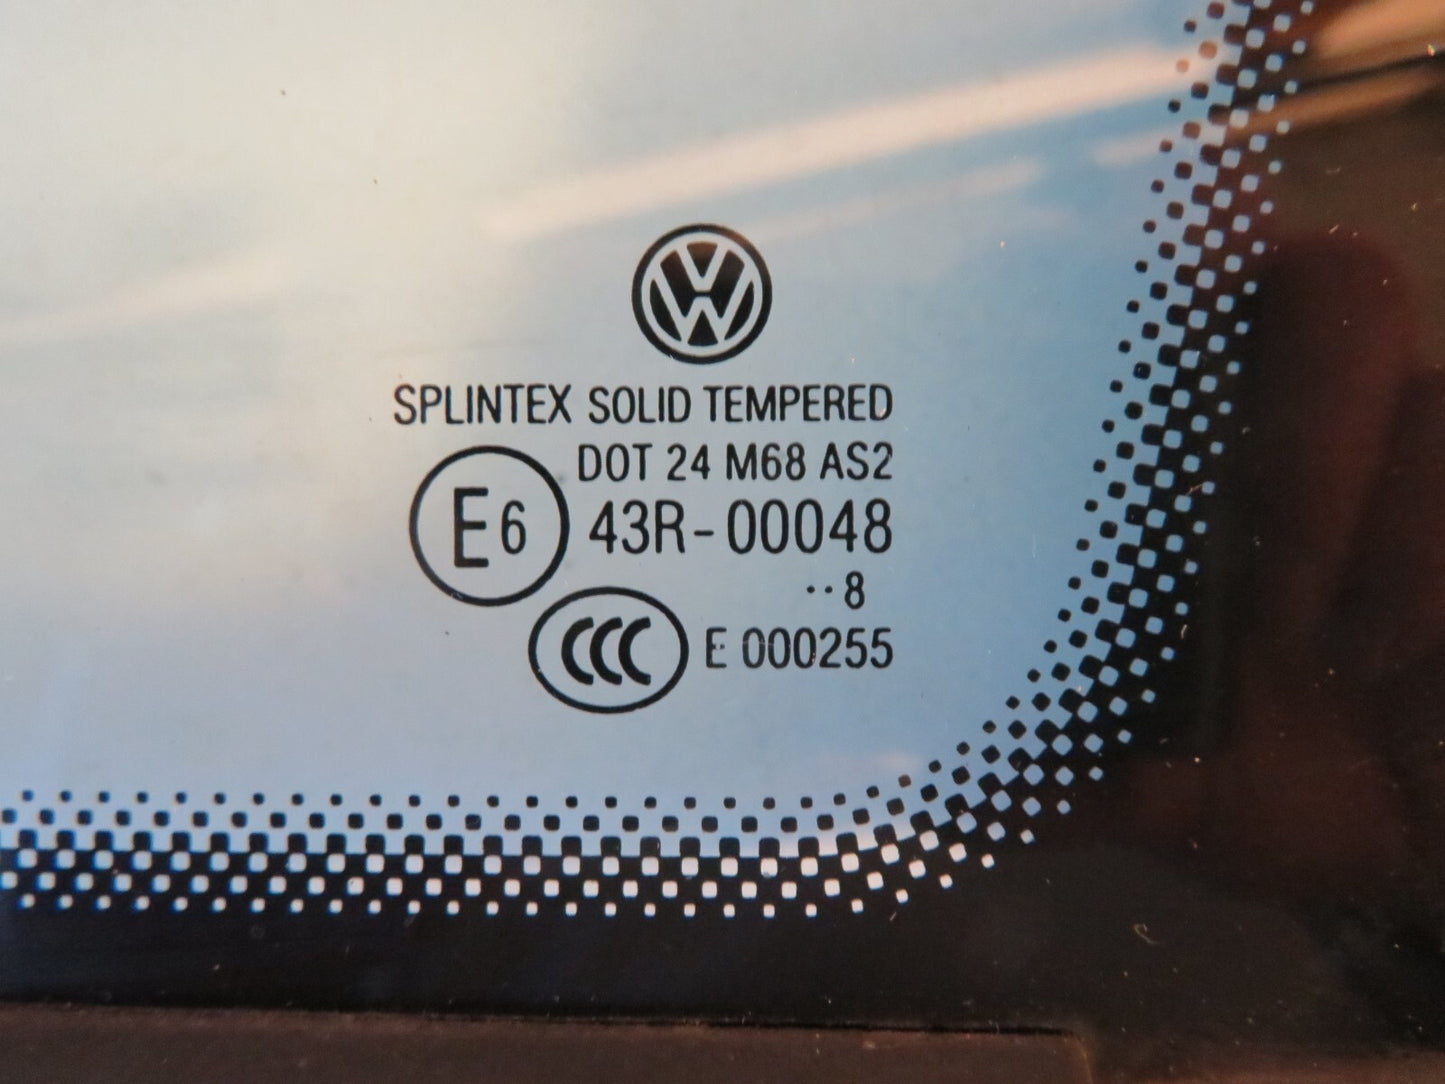 SPLINTEX SOLID TEMPERED
DOT 24 M68 AS2
E6 43R-00048
··8
CCC E 000255